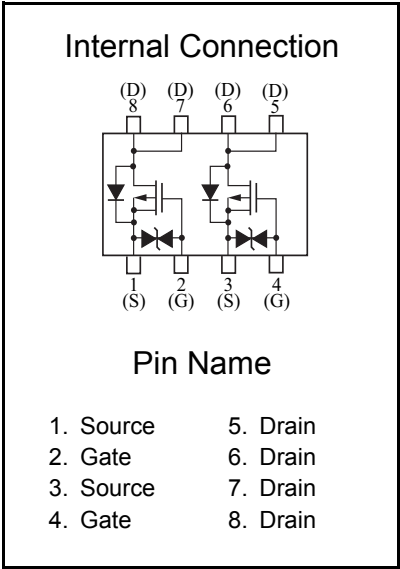 Internal Connection
(D) (D) (D) (D)
8 7 6 5
1 2 3 4
(S) (G) (S) (G)
Pin Name
1. Source 5. Drain
2. Gate 6. Drain
3. Source 7. Drain
4. Gate 8. Drain